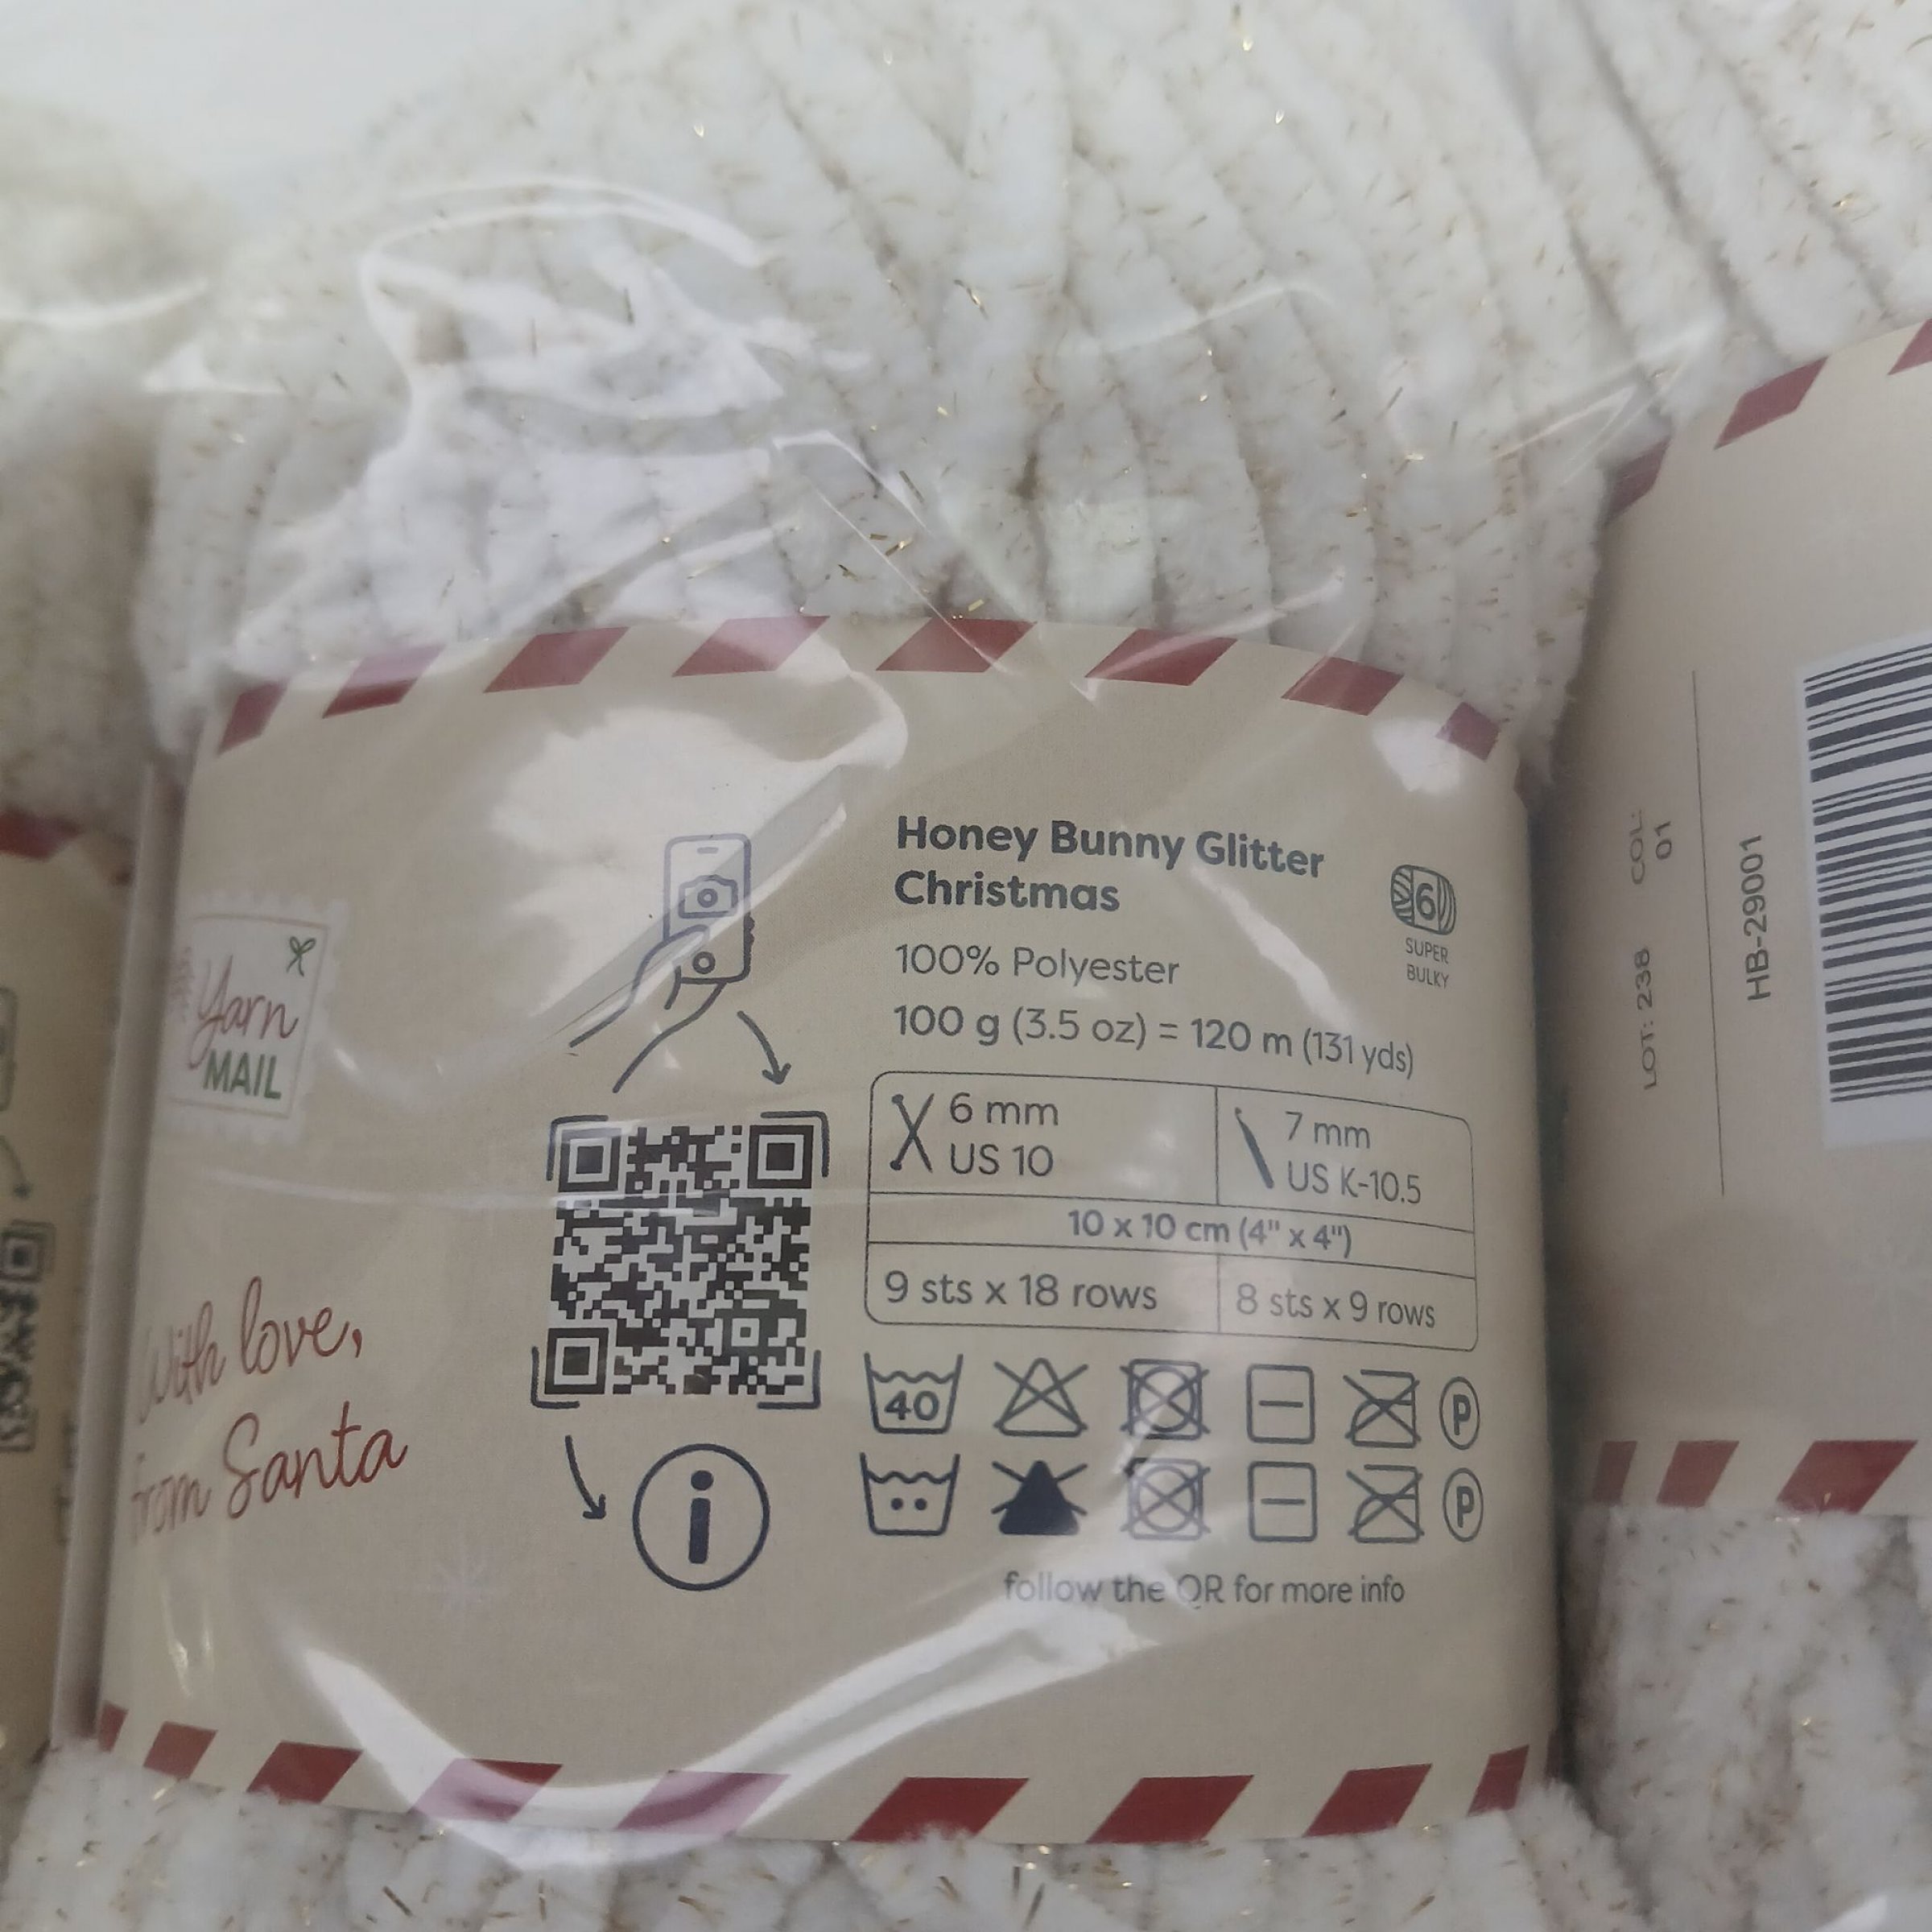 Yarn
MAIL
With love,
from Santa
Honey Bunny Glitter
Christmas
100% Polyester
100 g (3.5 oz) = 120 m (131 yds)
6
SUPER
BULKY
6 mm
US 10
7 mm
US K-10.5
10 x 10 cm (4" x 4")
9 sts x 18 rows
8 sts x 9 rows
40
P
P
follow the QR for more info
LOT: 238 COL:
01
HB-29001